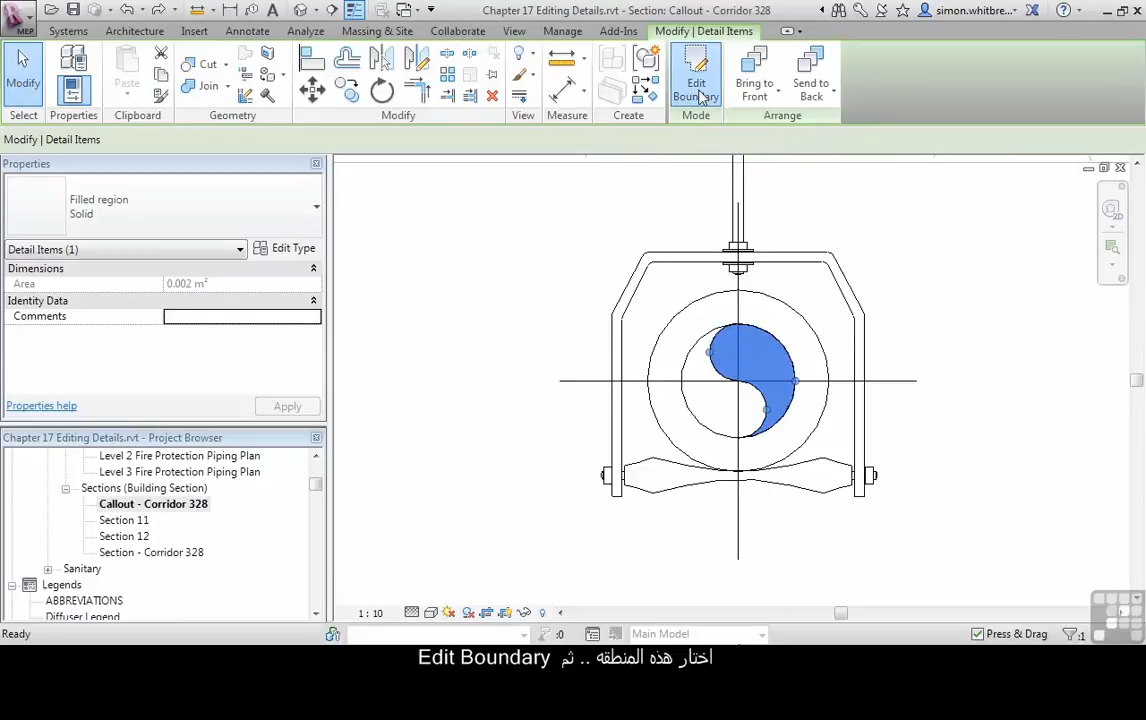 Chapter 17 Editing Details.rvt - Section: Callout - Corridor 328
simon.whitbre...
MEP
Systems Architecture Insert Annotate Analyze Massing & Site Collaborate View Manage Add-Ins Modify | Detail Items
Modify
Paste
Cut
Join
Edit Boundary
Bring to Front
Send to Back
Select Properties Clipboard Geometry Modify View Measure Create Mode Arrange
Modify | Detail Items
Properties
Filled region
Solid
Detail Items (1)
Edit Type
Dimensions
Area 0.002 m²
Identity Data
Comments
Properties help
Apply
Chapter 17 Editing Details.rvt - Project Browser
Level 2 Fire Protection Piping Plan
Level 3 Fire Protection Piping Plan
Sections (Building Section)
Callout - Corridor 328
Section 11
Section 12
Section - Corridor 328
Sanitary
Legends
ABBREVIATIONS
Diffuser Legend
2D
1 : 10
Ready
:0
Main Model
Press & Drag
:1
اختار هذه المنطقه .. ثم Edit Boundary